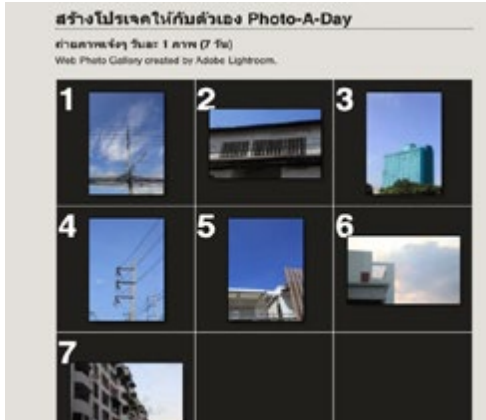 สร้างโปรเจคให้กับตัวเอง Photo-A-Day
ถ่ายภาพเจ๋งๆ วันละ 1 ภาพ (7 วัน)
Web Photo Gallery created by Adobe Lightroom.
1
2
3
4
5
6
7